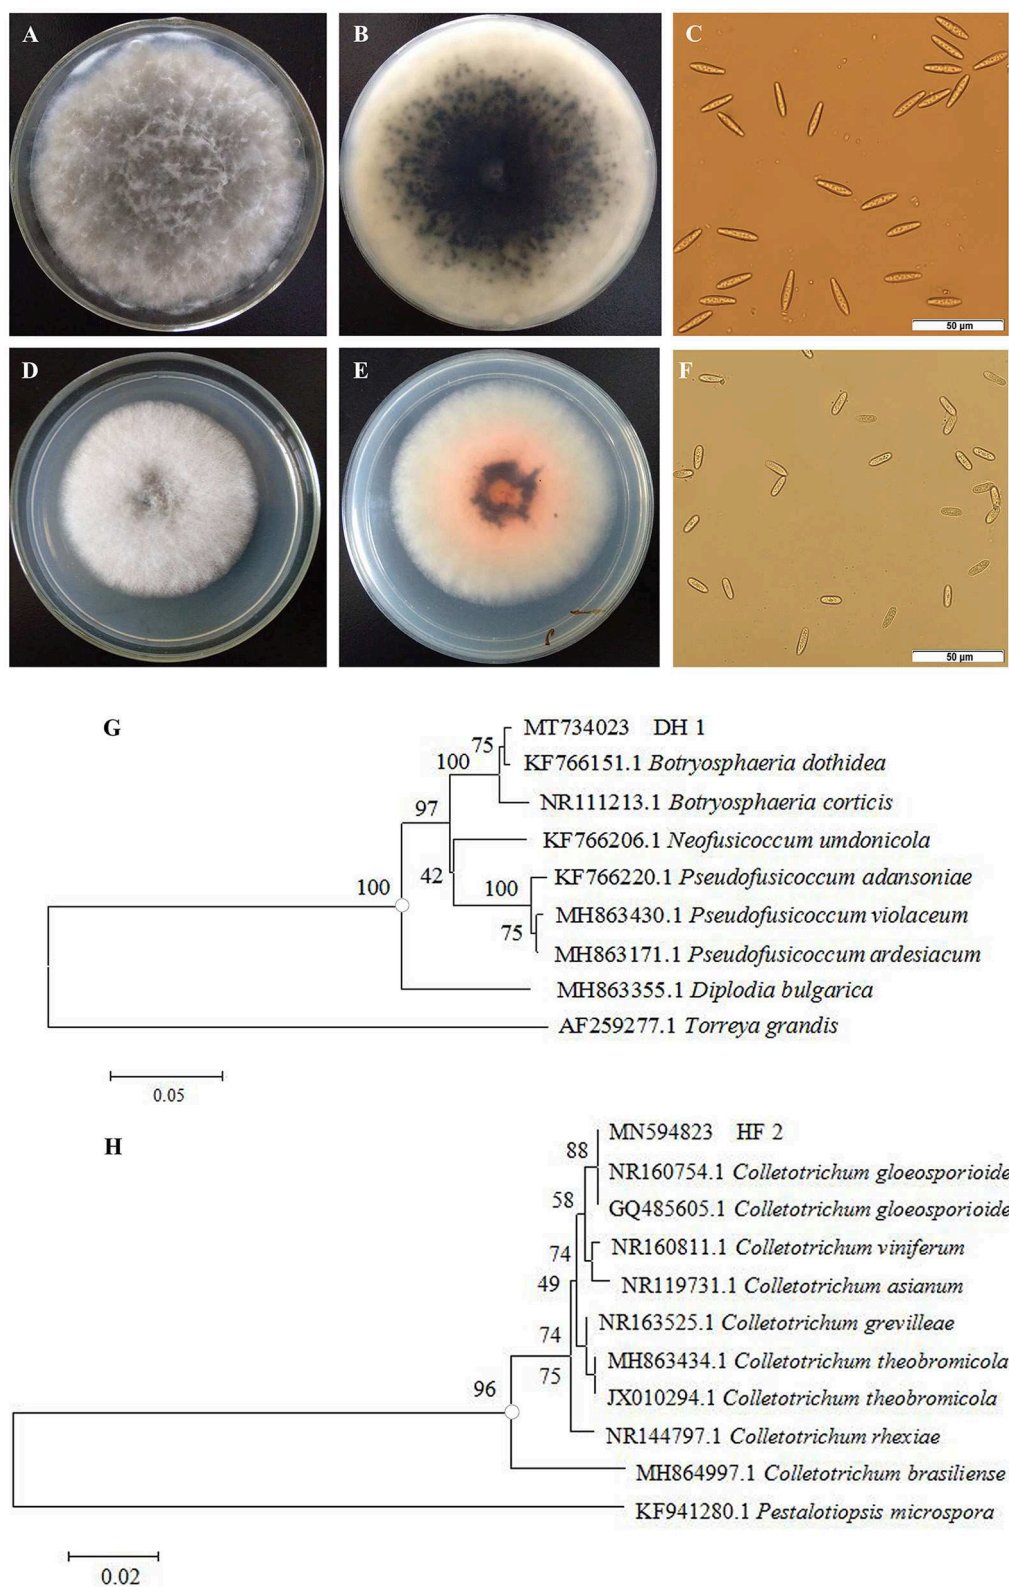 A
B
C
50 µm
D
E
F
50 µm
G
MT734023 DH 1
75
KF766151.1 Botryosphaeria dothidea
100
NR111213.1 Botryosphaeria corticis
97
KF766206.1 Neofusicoccum umdonicola
42
KF766220.1 Pseudofusicoccum adansoniae
100
100
MH863430.1 Pseudofusicoccum violaceum
75
MH863171.1 Pseudofusicoccum ardesiacum
MH863355.1 Diplodia bulgarica
AF259277.1 Torreya grandis
0.05
H
MN594823 HF 2
88
NR160754.1 Colletotrichum gloeosporioide
58
GQ485605.1 Colletotrichum gloeosporioide
NR160811.1 Colletotrichum viniferum
74
49
NR119731.1 Colletotrichum asianum
NR163525.1 Colletotrichum grevilleae
74
MH863434.1 Colletotrichum theobromicola
75
JX010294.1 Colletotrichum theobromicola
96
NR144797.1 Colletotrichum rhexiae
MH864997.1 Colletotrichum brasiliense
KF941280.1 Pestalotiopsis microspora
0.02